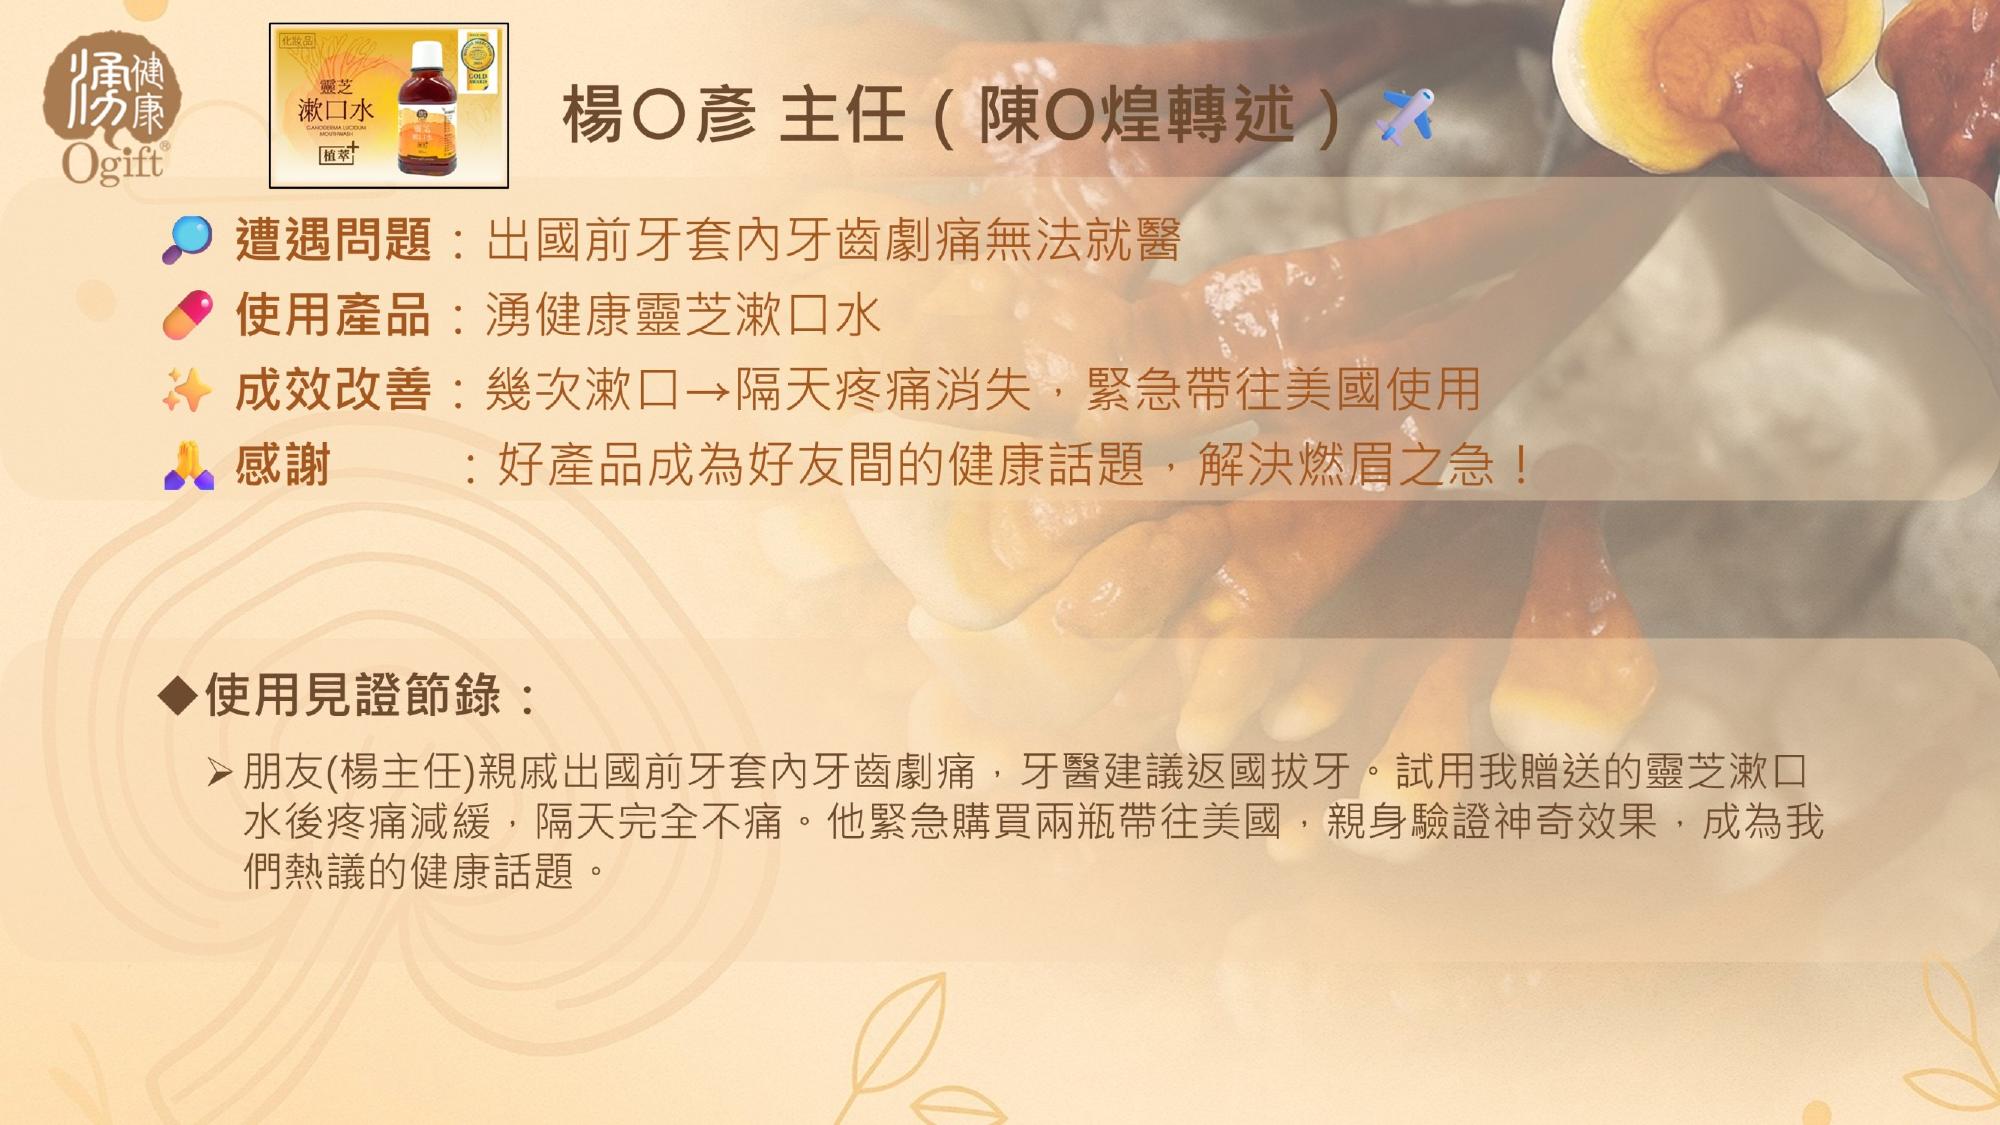 湧健康
Ogift®
化妝品
靈芝
漱口水
GANODERMA LUCIDUM
MOUTHWASH
植萃+
GOLD
楊〇彥 主任（陳O煌轉述）✈️
🔎 遭遇問題：出國前牙套內牙齒劇痛無法就醫
💊 使用產品：湧健康靈芝漱口水
✨ 成效改善：幾次漱口→隔天疼痛消失，緊急帶往美國使用
🙏 感謝　　：好產品成為好友間的健康話題，解決燃眉之急！
◆使用見證節錄：
➢朋友(楊主任)親戚出國前牙套內牙齒劇痛，牙醫建議返國拔牙。試用我贈送的靈芝漱口
水後疼痛減緩，隔天完全不痛。他緊急購買兩瓶帶往美國，親身驗證神奇效果，成為我
們熱議的健康話題。